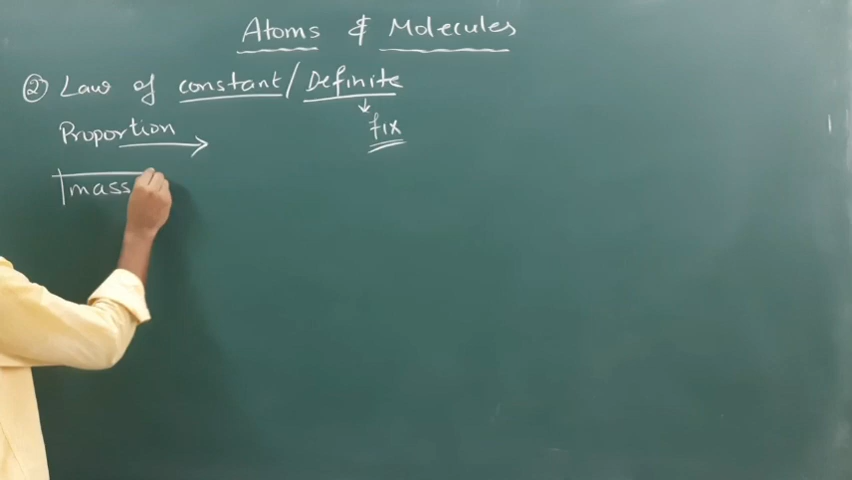 Atoms & Molecules
② Law of constant/Definite
↓
Proportion → fix
mass